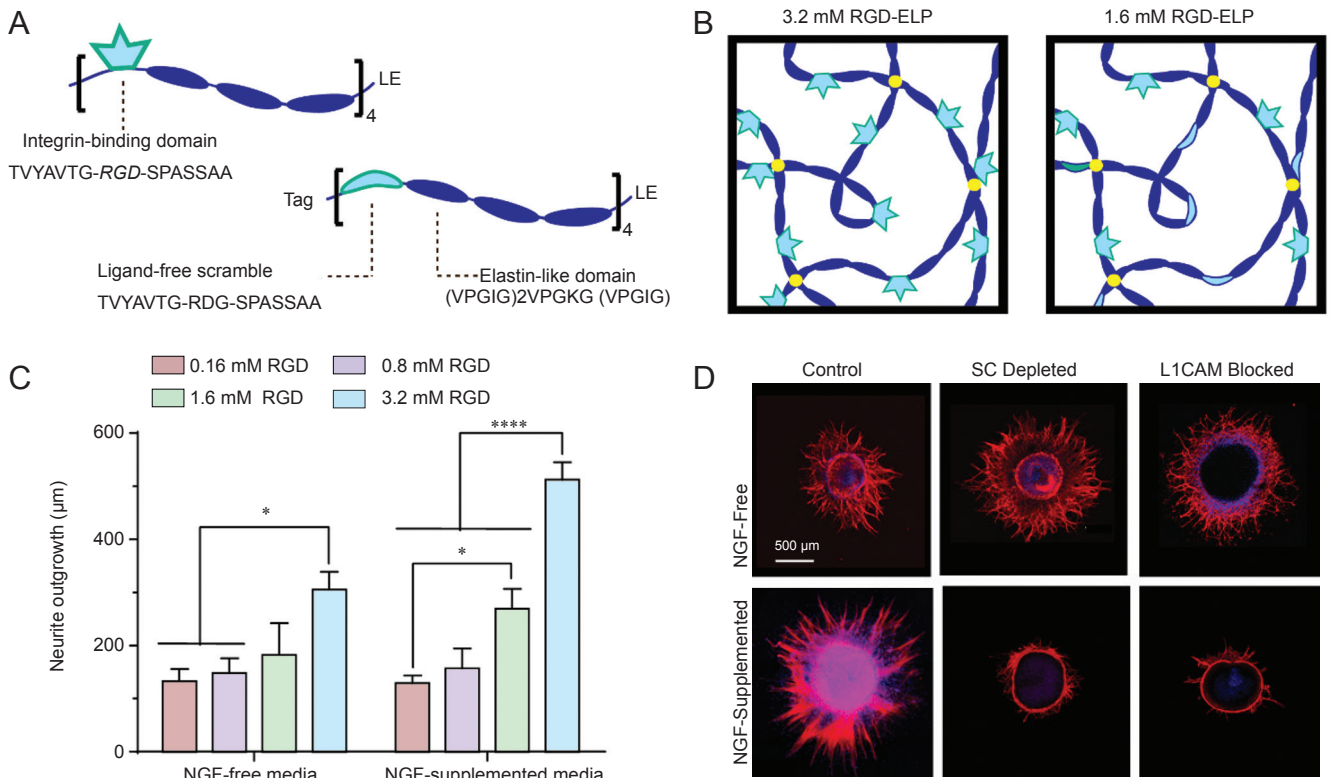 A
LE
4
Integrin-binding domain
TVYAVTG-RGD-SPASSAA
Tag
LE
4
Ligand-free scramble
TVYAVTG-RDG-SPASSAA
Elastin-like domain
(VPGIG)2VPGKG (VPGIG)
B
3.2 mM RGD-ELP
1.6 mM RGD-ELP
C
0.16 mM RGD
0.8 mM RGD
1.6 mM RGD
3.2 mM RGD
Neurite outgrowth (µm)
600
400
200
0
*
*
****
NGF-free media
NGF-supplemented media
D
Control
SC Depleted
L1CAM Blocked
NGF-Free
500 µm
NGF-Supplemented